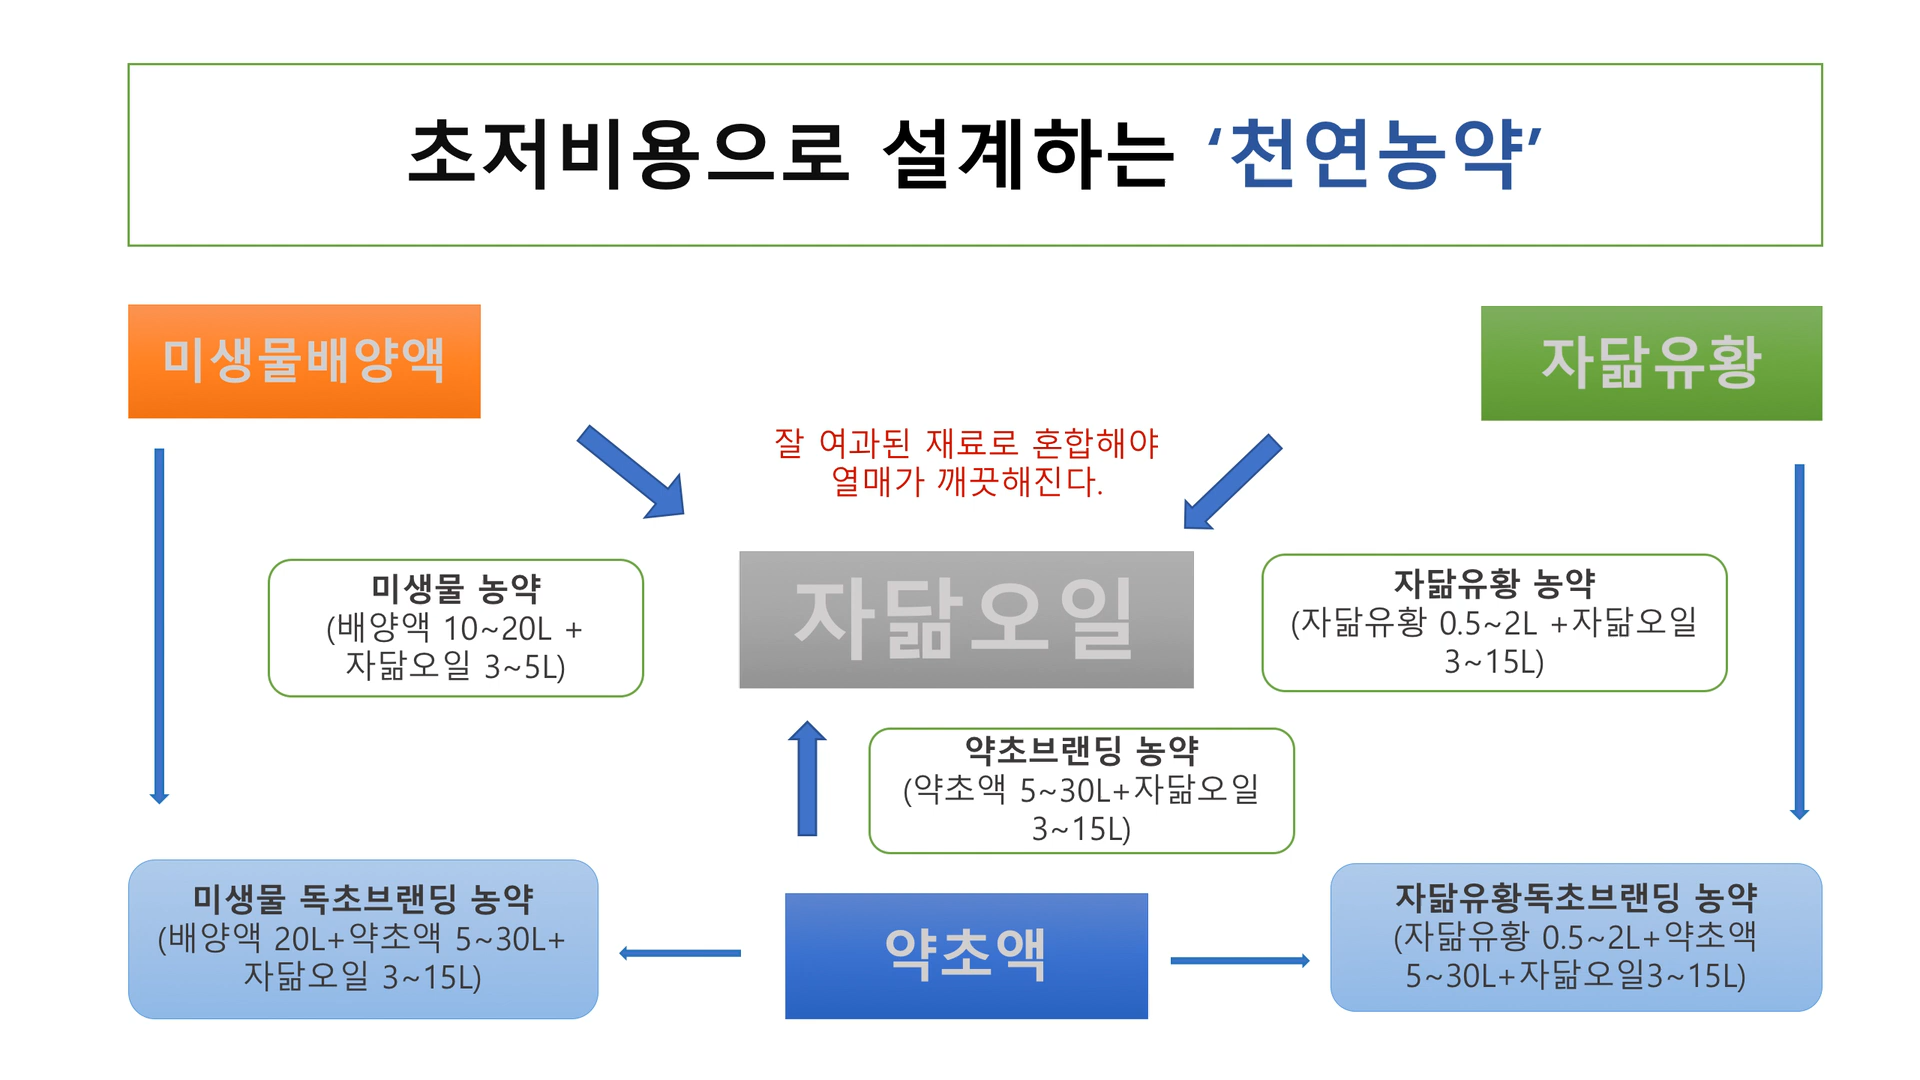 초저비용으로 설계하는 ‘천연농약’
미생물배양액
자닮유황
잘 여과된 재료로 혼합해야
열매가 깨끗해진다.
미생물 농약
(배양액 10~20L +
자닮오일 3~5L)
자닮오일
자닮유황 농약
(자닮유황 0.5~2L +자닮오일
3~15L)
약초브랜딩 농약
(약초액 5~30L+자닮오일
3~15L)
미생물 독초브랜딩 농약
(배양액 20L+약초액 5~30L+
자닮오일 3~15L)
약초액
자닮유황독초브랜딩 농약
(자닮유황 0.5~2L+약초액
5~30L+자닮오일3~15L)